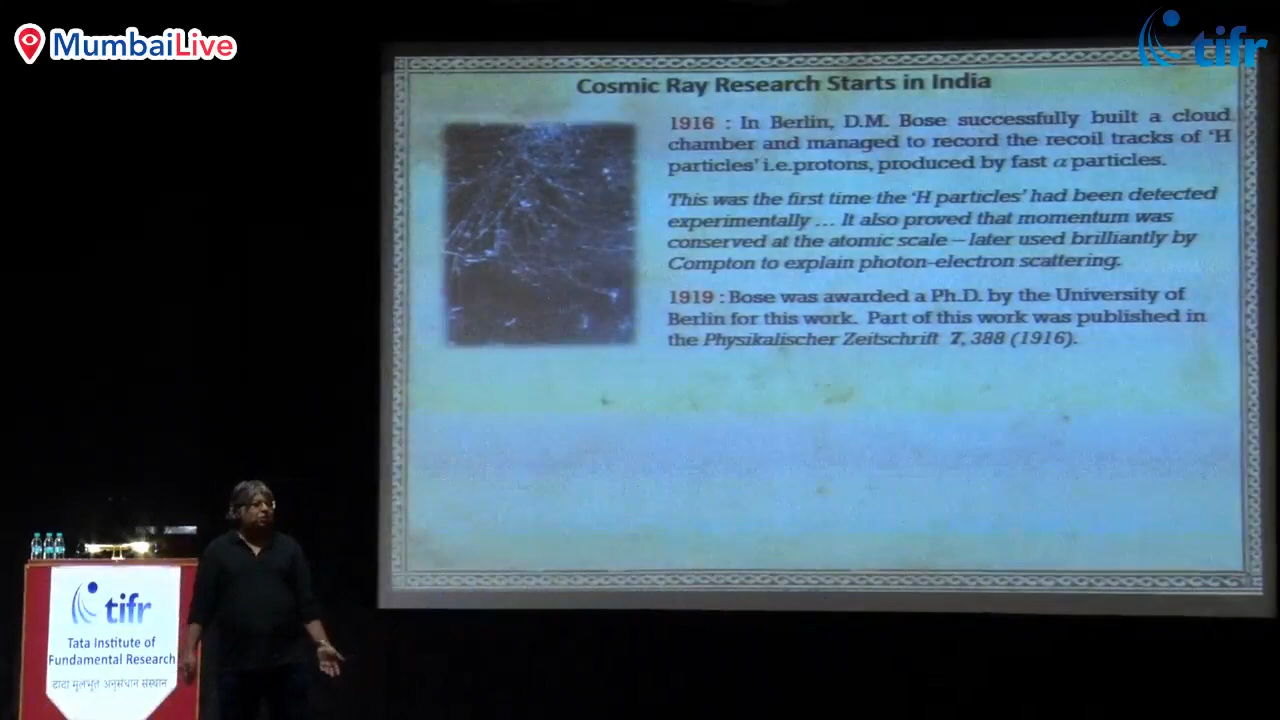 MumbaiLive
tifr
Cosmic Ray Research Starts in India
1916 : In Berlin, D.M. Bose successfully built a cloud
chamber and managed to record the recoil tracks of ‘H
particles’ i.e.protons, produced by fast α particles.
This was the first time the ‘H particles’ had been detected
experimentally … It also proved that momentum was
conserved at the atomic scale – later used brilliantly by
Compton to explain photon-electron scattering.
1919 : Bose was awarded a Ph.D. by the University of
Berlin for this work. Part of this work was published in
the Physikalischer Zeitschrift 7, 388 (1916).
tifr
Tata Institute of
Fundamental Research
टाटा मूलभूत अनुसंधान संस्थान